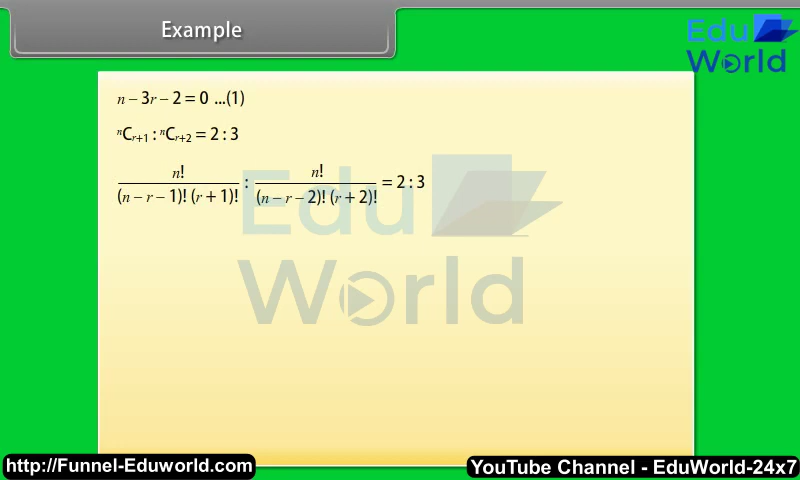 Example
Edu
World
n – 3r – 2 = 0 ...(1)
ⁿCᵣ₊₁ : ⁿCᵣ₊₂ = 2 : 3
n! / (n – r – 1)! (r + 1)! : n! / (n – r – 2)! (r + 2)! = 2 : 3
Edu
World
http://Funnel-Eduworld.com
YouTube Channel - EduWorld-24x7